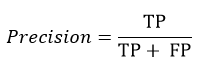 Precision = TP / (TP + FP)